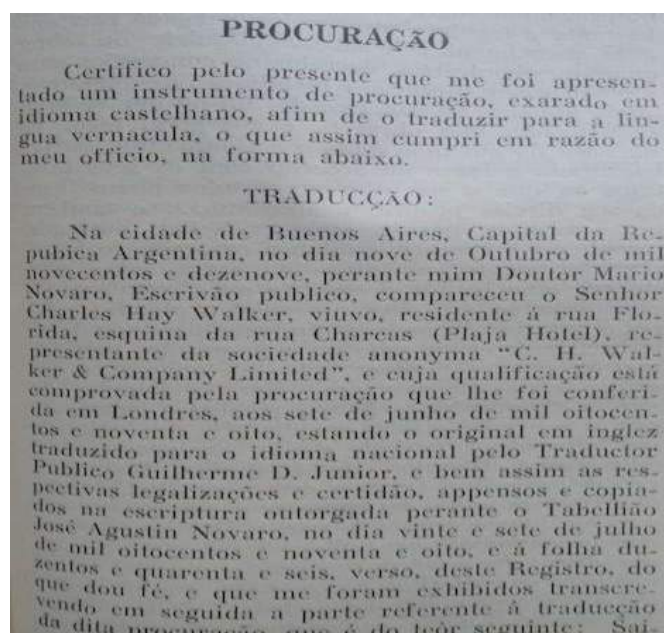 PROCURAÇÃO
Certifico pelo presente que me foi apresen-
tado um instrumento de procuração, exarado em
idioma castelhano, afim de o traduzir para a lin-
gua vernacula, o que assim cumpri em razão do
meu officio, na forma abaixo.
TRADUCÇÃO:
Na cidade de Buenos Aires, Capital da Re-
pubica Argentina, no dia nove de Outubro de mil
novecentos e dezenove, perante mim Doutor Mario
Novaro, Escrivão publico, compareceu o Senhor
Charles Hay Walker, viuvo, residente á rua Flo-
rida, esquina da rua Charcas (Plaja Hotel), re-
presentante da sociedade anonyma "C. H. Wal-
ker & Company Limited", e cuja qualificação está
comprovada pela procuração que lhe foi conferi-
da em Londres, aos sete de junho de mil oitocen-
tos e noventa e oito, estando o original em inglez
traduzido para o idioma nacional pelo Traductor
Publico Guilherme D. Junior, e bem assim as res-
pectivas legalizações e certidão, appensos e copia-
dos na escriptura outorgada perante o Tabellião
José Agustin Novaro, no dia vinte e sete de julho
de mil oitocentos e noventa e oito, e á folha du-
zentos e quarenta e seis, verso, deste Registro, do
que dou fé, e que me foram exhibidos transcre-
vendo em seguida a parte referente á traducção
da dita procuração, que é do teôr seguinte: Sai-